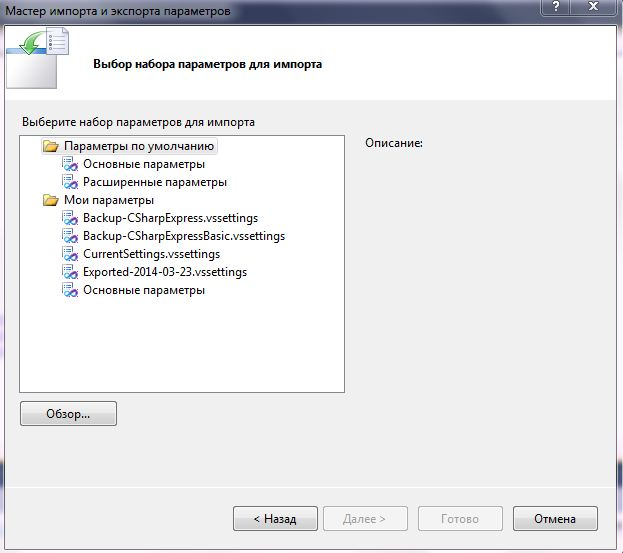 Мастер импорта и экспорта параметров
Выбор набора параметров для импорта
Выберите набор параметров для импорта
Параметры по умолчанию
Основные параметры
Расширенные параметры
Мои параметры
Backup-CSharpExpress.vssettings
Backup-CSharpExpressBasic.vssettings
CurrentSettings.vssettings
Exported-2014-03-23.vssettings
Основные параметры
Описание:
Обзор...
< Назад
Далее >
Готово
Отмена